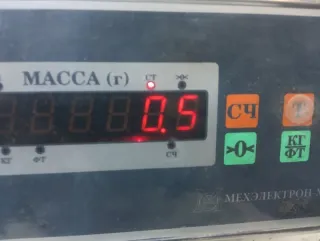 МАССА (г) СТ
0.5
СЧ
Т
КГ ФТ СЧ
>0<
КГ
ФТ
МЕХЭЛЕКТРОН